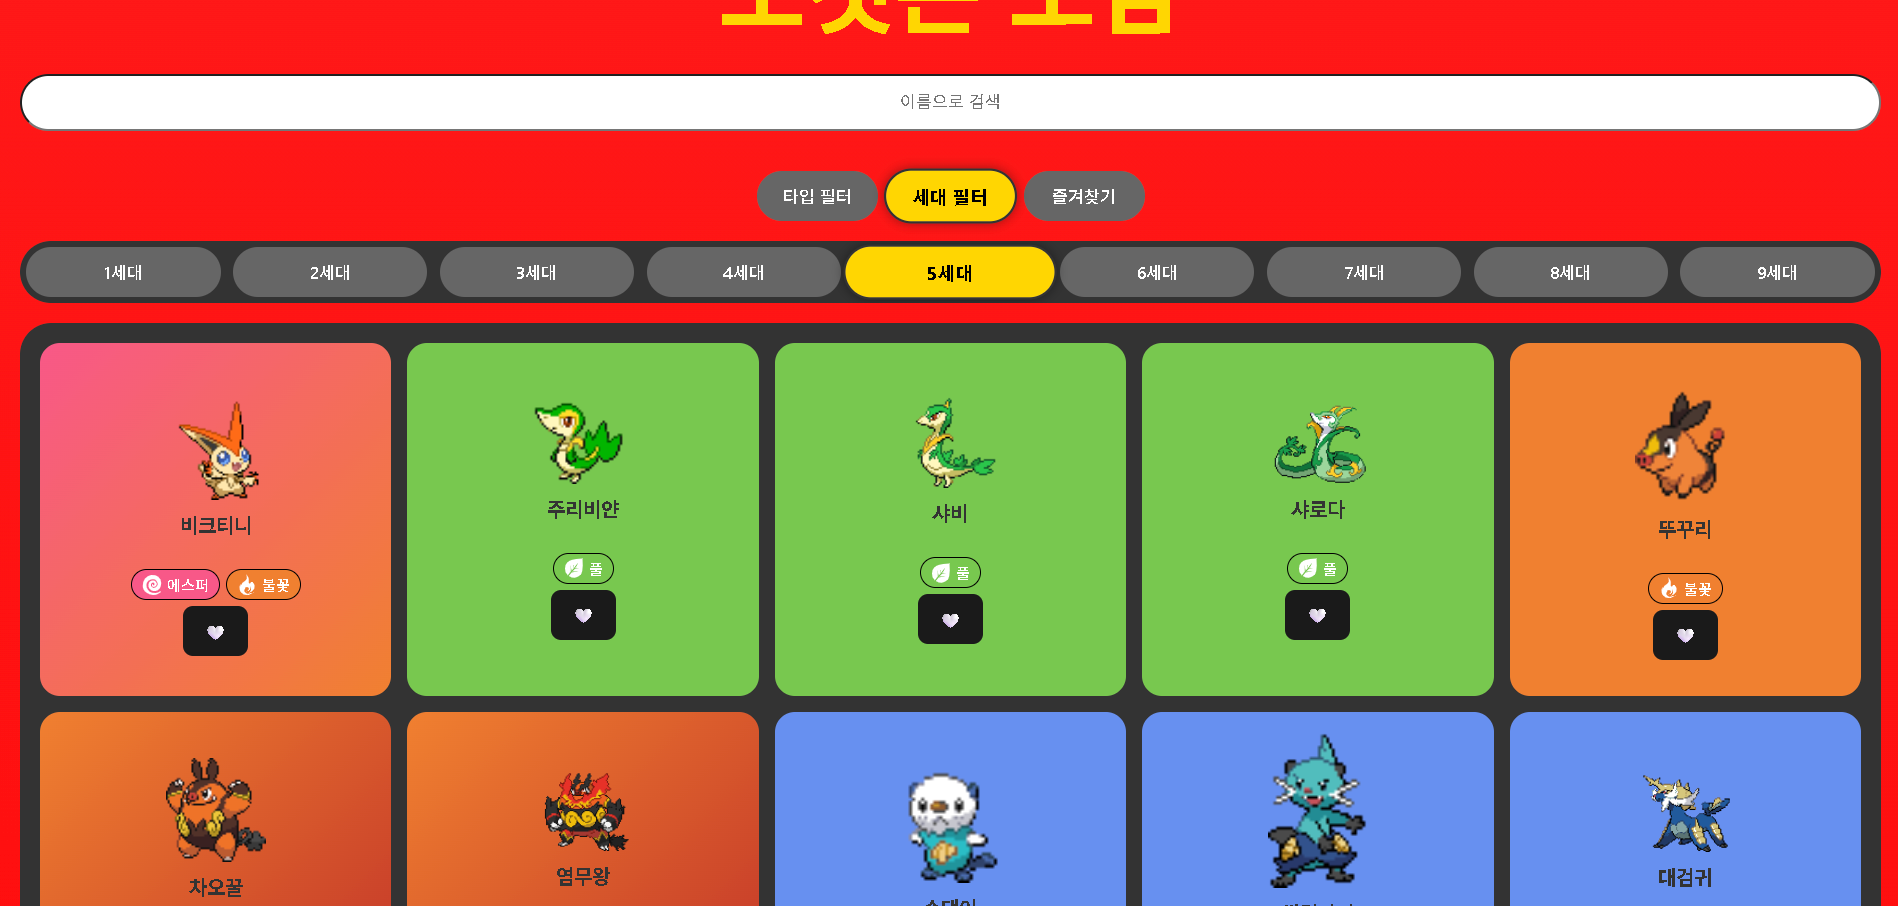 이름으로 검색
타입 필터 세대 필터 즐겨찾기
1세대 2세대 3세대 4세대 5세대 6세대 7세대 8세대 9세대
비크티니 주리비얀 샤비 샤로다 뚜꾸리
에스퍼 불꽃 풀 풀 풀 불꽃
차오꿀 염무왕 대검귀